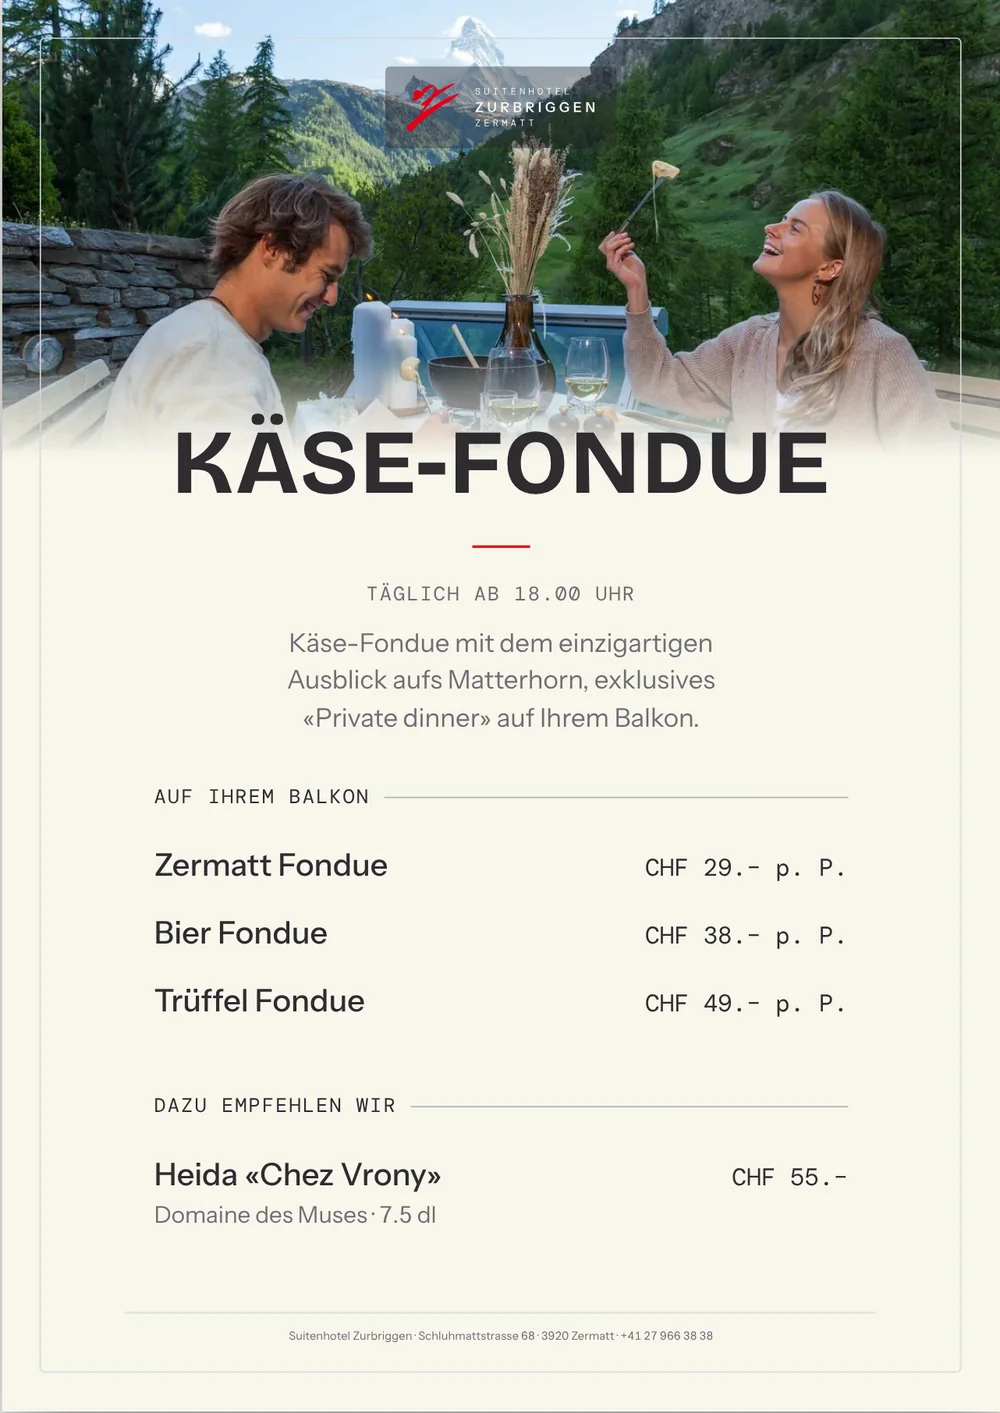 SUITENHOTEL
ZURBRIGGEN
ZERMATT
KÄSE-FONDUE
TÄGLICH AB 18.00 UHR
Käse-Fondue mit dem einzigartigen
Ausblick aufs Matterhorn, exklusives
«Private dinner» auf Ihrem Balkon.
AUF IHREM BALKON
Zermatt Fondue CHF 29.– p. P.
Bier Fondue CHF 38.– p. P.
Trüffel Fondue CHF 49.– p. P.
DAZU EMPFEHLEN WIR
Heida «Chez Vrony» CHF 55.–
Domaine des Muses · 7.5 dl
Suitenhotel Zurbriggen · Schluhmattstrasse 68 · 3920 Zermatt · +41 27 966 38 38